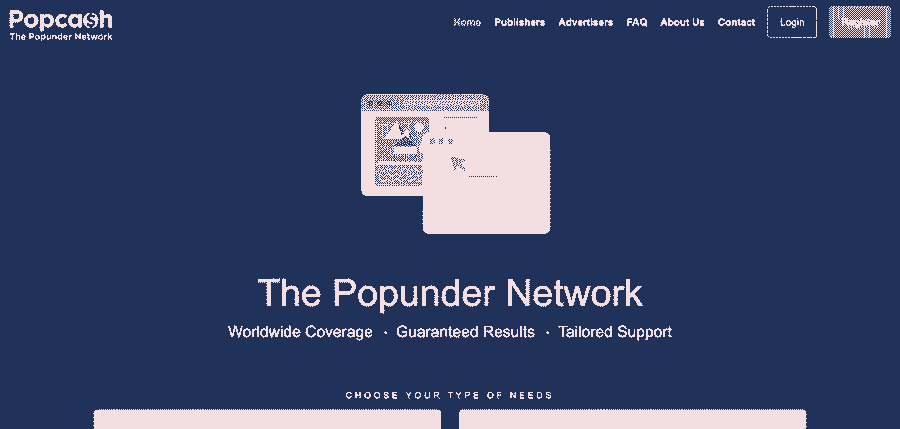 Popcash
The Popunder Network
Home Publishers Advertisers FAQ About Us Contact Login Register
The Popunder Network
Worldwide Coverage • Guaranteed Results • Tailored Support
CHOOSE YOUR TYPE OF NEEDS